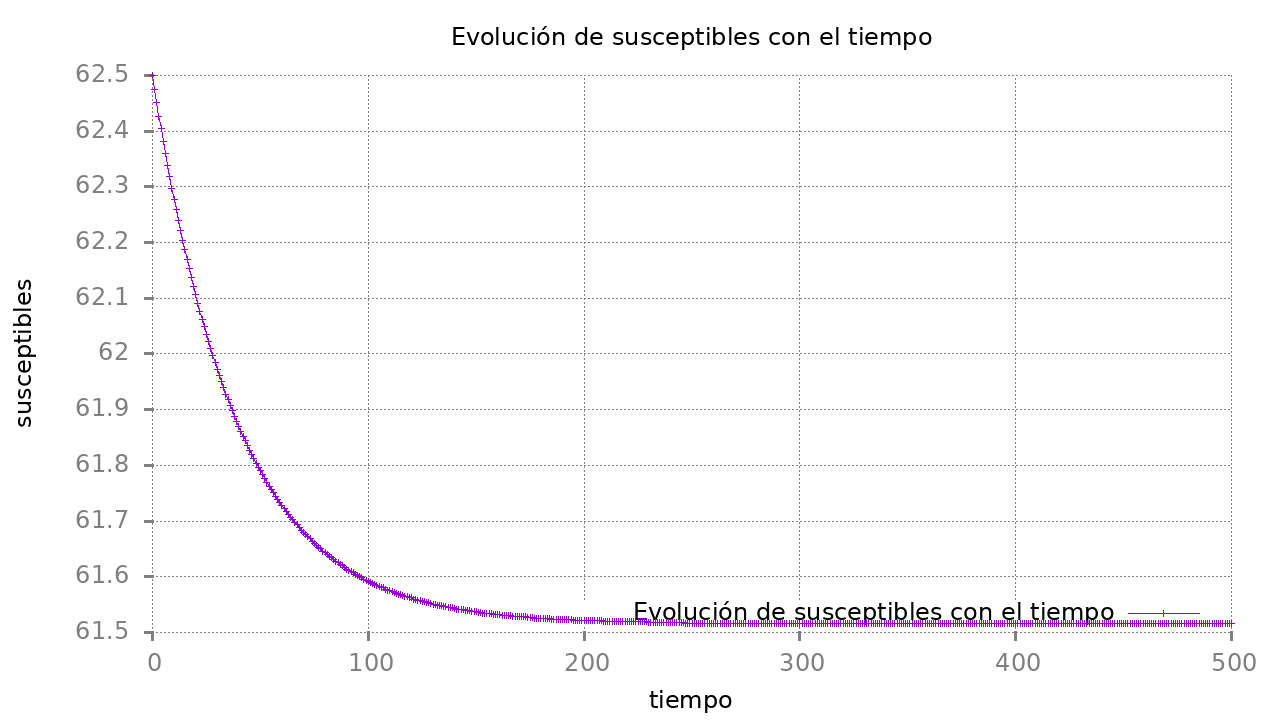 Evolución de susceptibles con el tiempo
62.5
62.4
62.3
62.2
62.1
62
61.9
61.8
61.7
61.6
61.5
susceptibles
Evolución de susceptibles con el tiempo
0 100 200 300 400 500
tiempo